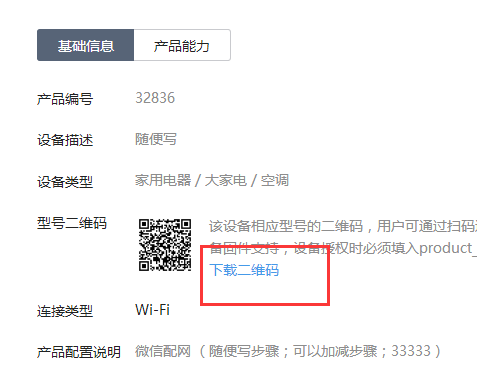 基础信息 产品能力
产品编号 32836
设备描述 随便写
设备类型 家用电器 / 大家电 / 空调
型号二维码 该设备相应型号的二维码，用户可通过扫码
备固件支持；设备授权时必须填入product_
下载二维码
连接类型 Wi-Fi
产品配置说明 微信配网 （ 随便写步骤；可以加减步骤；33333 ）